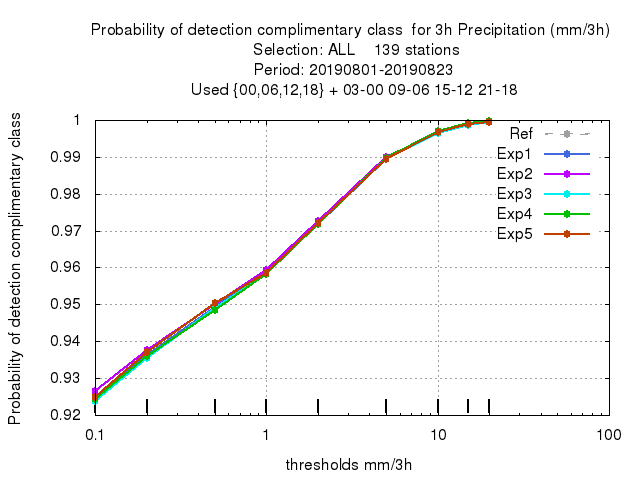 Probability of detection complimentary class  for 3h Precipitation (mm/3h)
Selection: ALL    139 stations
Period: 20190801-20190823
Used {00,06,12,18} + 03-00 09-06 15-12 21-18
Probability of detection complimentary class
1
0.99
0.98
0.97
0.96
0.95
0.94
0.93
0.92
Ref
Exp1
Exp2
Exp3
Exp4
Exp5
0.1
1
10
100
thresholds mm/3h